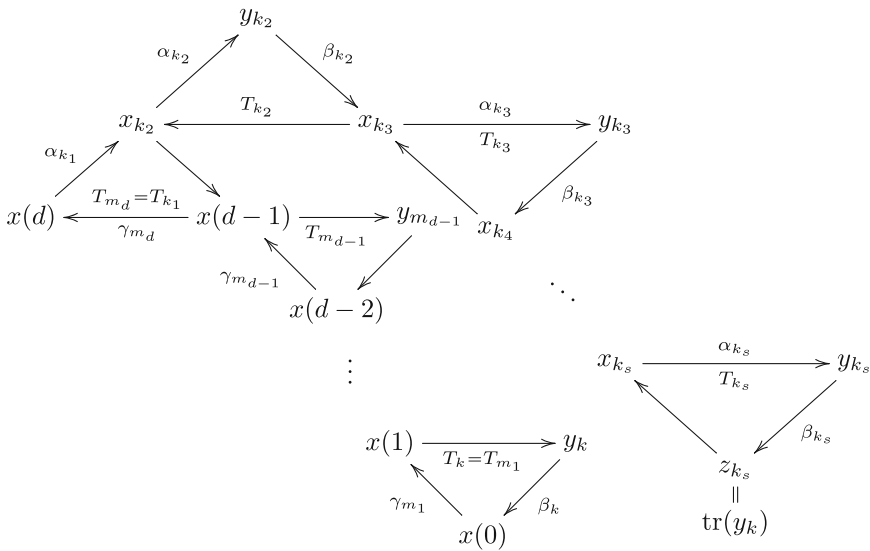 y_{k_2}
α_{k_2} β_{k_2}
T_{k_2} α_{k_3}
x_{k_2} x_{k_3} y_{k_3}
α_{k_1} T_{k_3}
T_{m_d}=T_{k_1} β_{k_3}
x(d) x(d−1) y_{m_{d−1}} x_{k_4}
γ_{m_d} T_{m_{d−1}}
γ_{m_{d−1}}
x(d−2) ⋱
⋮ α_{k_s}
x_{k_s} y_{k_s}
T_{k_s}
x(1) y_k β_{k_s}
T_k=T_{m_1} z_{k_s}
γ_{m_1} β_k ||
x(0) tr(y_k)